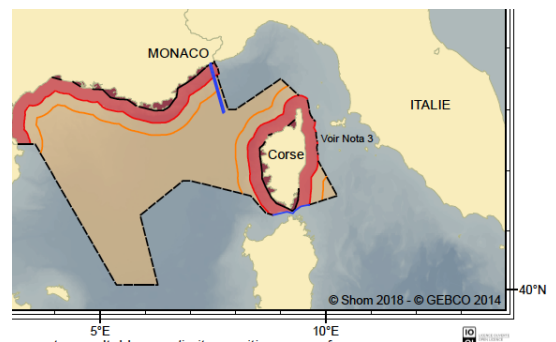 MONACO
ITALIE
Voir Nota 3
Corse
40°N
© Shom 2018 - © GEBCO 2014
5°E
10°E